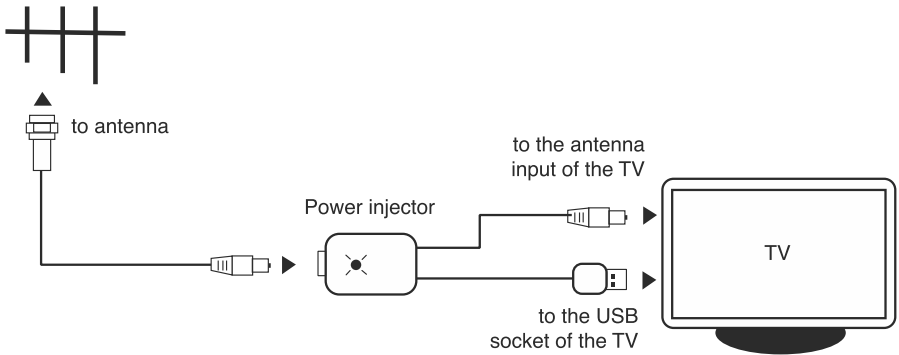 to antenna
to the antenna
input of the TV
Power injector
TV
to the USB
socket of the TV